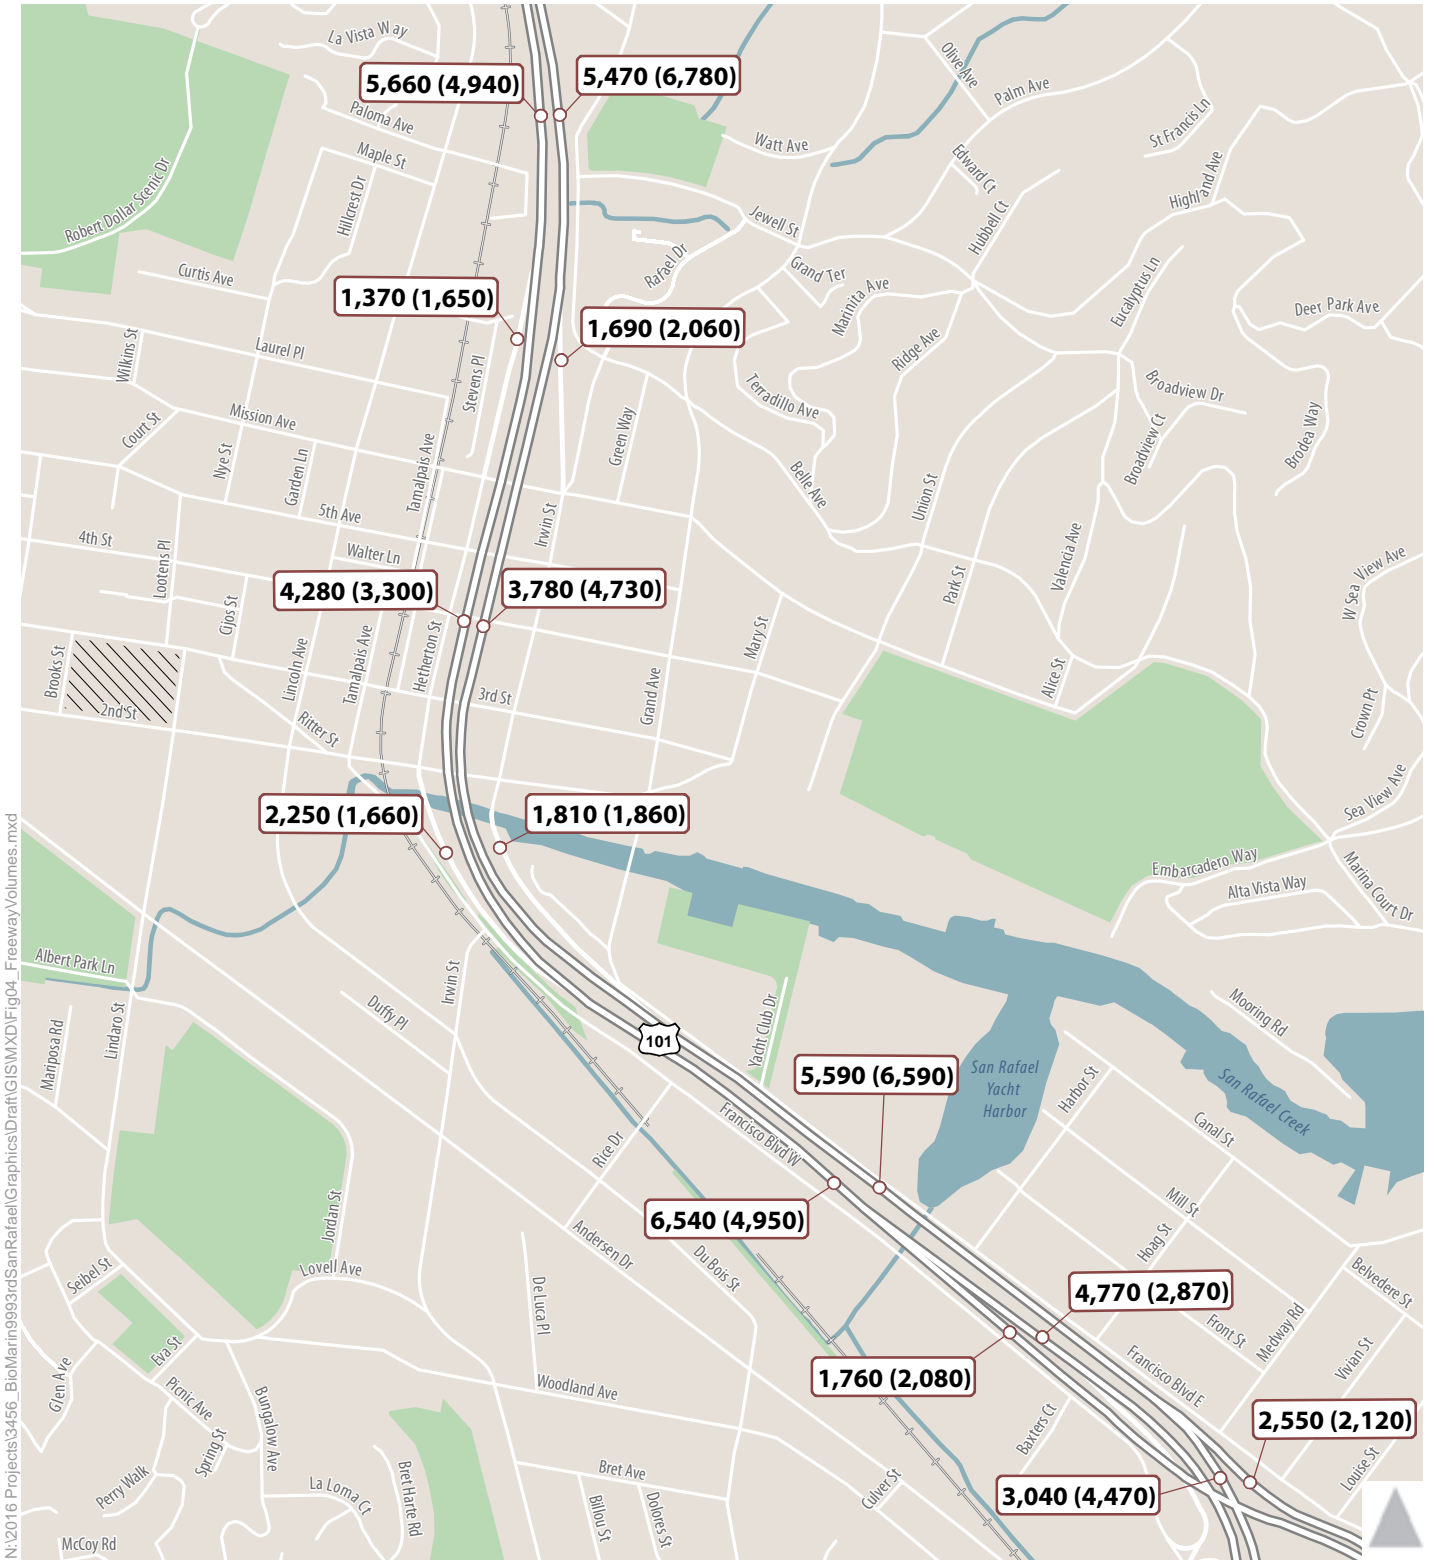 La Vista Way
5,660 (4,940)
5,470 (6,780)
Olive Ave
Palm Ave
St Francis Ln
Paloma Ave
Maple St
Watt Ave
Edward Ct
Highland Ave
Robert Dollar Scenic Dr
Hillcrest Dr
Jewell St
Hubbell Ct
Curtis Ave
Rafael Dr
Grand Ter
Marinita Ave
Eucalyptus Ln
Deer Park Ave
1,370 (1,650)
1,690 (2,060)
Wilkins St
Laurel Pl
Stevens Pl
Ridge Ave
Terradillo Ave
Broadview Dr
Court St
Mission Ave
Nye St
Garden Ln
Tamalpais Ave
Green Way
Broadview Ct
Brodea Way
Belle Ave
Union St
5th Ave
Irwin St
4th St
Walter Ln
Lootens Pl
Valencia Ave
Park St
W Sea View Ave
4,280 (3,300)
3,780 (4,730)
Cijos St
Brooks St
Lincoln Ave
Tamalpais Ave
Hetherton St
Mary St
Alice St
3rd St
Grand Ave
2nd St
Ritter St
Crown Pt
Sea View Ave
2,250 (1,660)
1,810 (1,860)
Embarcadero Way
Alta Vista Way
Marina Court Dr
Albert Park Ln
Irwin St
Duffy Pl
Lindaro St
Mariposa Rd
101
Yacht Club Dr
Mooring Rd
5,590 (6,590)
San Rafael
Yacht
Harbor
Harbor St
San Rafael Creek
Canal St
Francisco Blvd W
Rice Dr
Mill St
6,540 (4,950)
Jordan St
Andersen Dr
Du Bois St
Hoag St
Seibel St
Lovell Ave
De Luca Pl
Belvedere St
4,770 (2,870)
Front St
Medway Rd
Vivian St
Eva St
Glen Ave
Picnic Ave
Bungalow Ave
Woodland Ave
1,760 (2,080)
Francisco Blvd E
Baxters Ct
2,550 (2,120)
Spring St
Perry Walk
La Loma Ct
Bret Harte Rd
Bret Ave
Billou St
Dolores St
Culver St
3,040 (4,470)
Louise St
McCoy Rd
N:\2016 Projects\3456_BioMarin9993rdSanRafael\Graphics\Draft\GIS\MXD\Fig04_FreewayVolumes.mxd